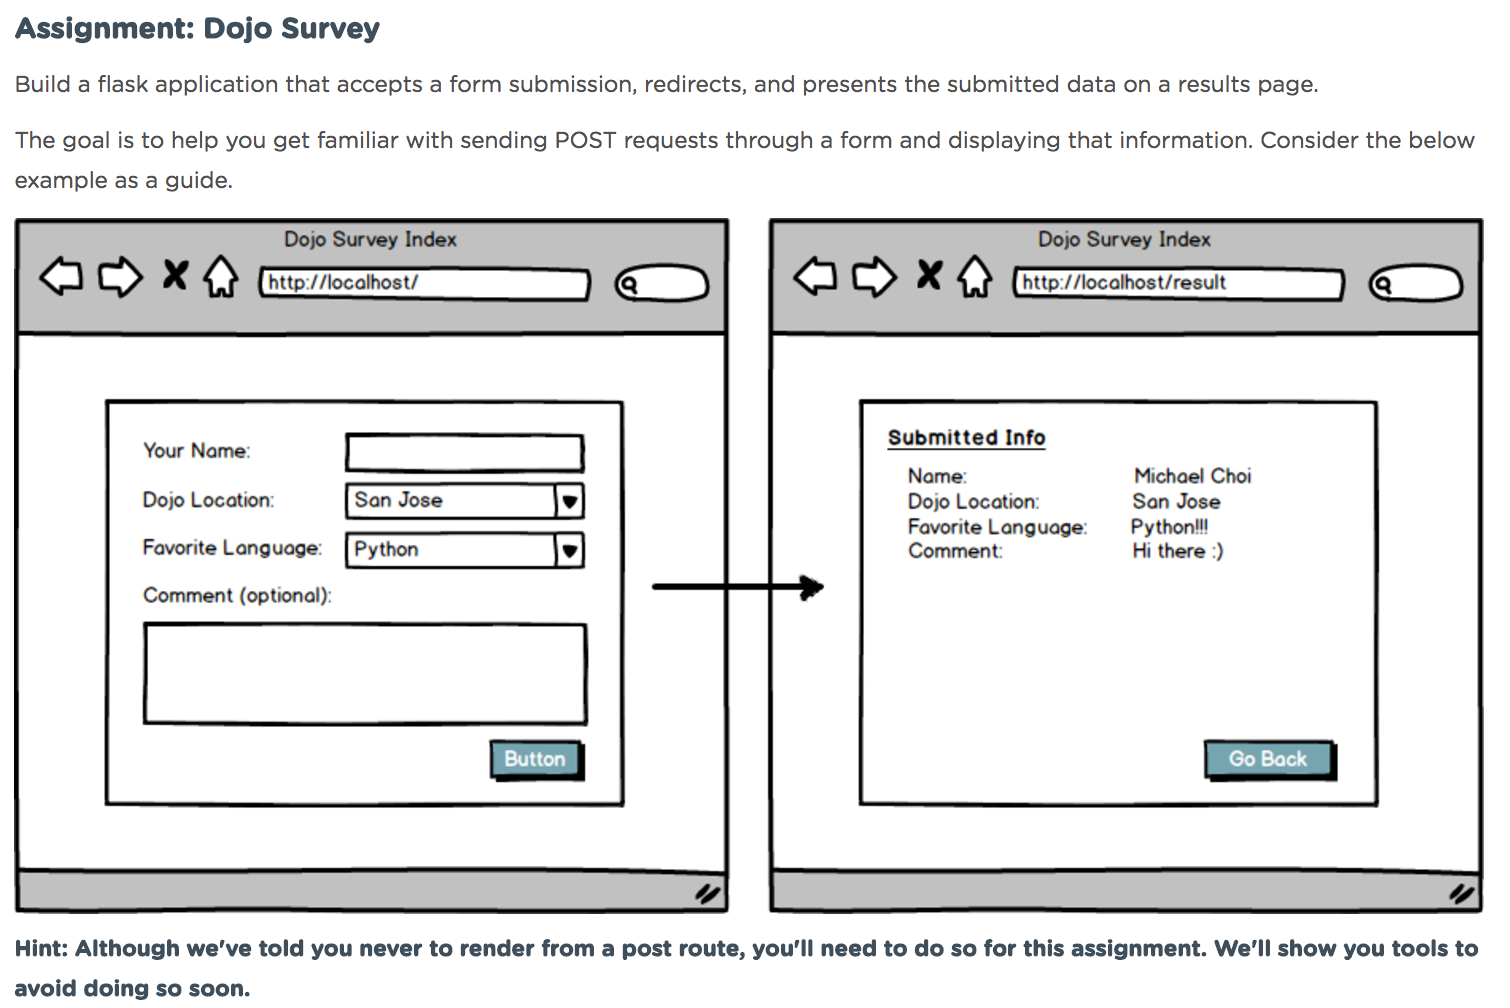 Assignment: Dojo Survey
Build a flask application that accepts a form submission, redirects, and presents the submitted data on a results page.
The goal is to help you get familiar with sending POST requests through a form and displaying that information. Consider the below
example as a guide.
Dojo Survey Index
http://localhost/
Your Name:
Dojo Location:
San Jose
Favorite Language:
Python
Comment (optional):
Button
Dojo Survey Index
http://localhost/result
Submitted Info
Name: Michael Choi
Dojo Location: San Jose
Favorite Language: Python!!!
Comment: Hi there :)
Go Back
Hint: Although we've told you never to render from a post route, you'll need to do so for this assignment. We'll show you tools to
avoid doing so soon.